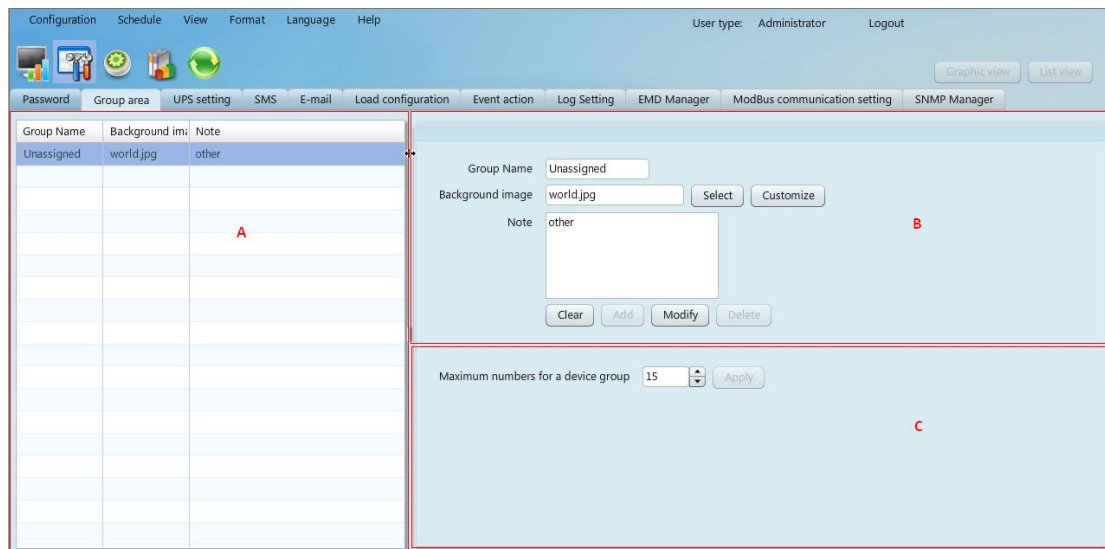 Configuration Schedule View Format Language Help User type: Administrator Logout
Graphic view List view
Password Group area UPS setting SMS E-mail Load configuration Event action Log Setting EMD Manager ModBus communication setting SNMP Manager
Group Name Background ima Note
Unassigned world.jpg other
A
Group Name Unassigned
Background image world.jpg Select Customize
Note other
B
Clear Add Modify Delete
Maximum numbers for a device group 15 Apply
C